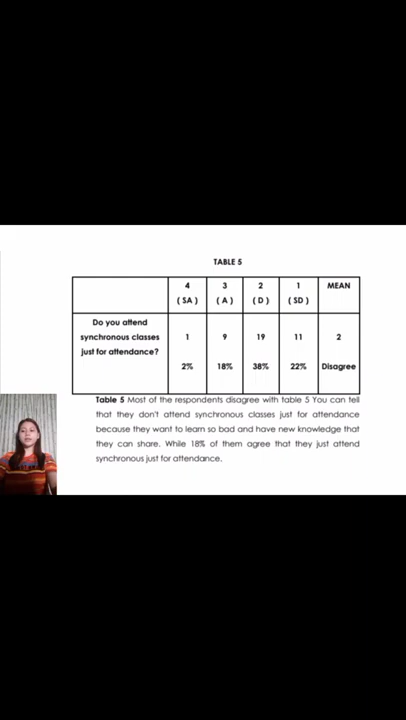 TABLE 5
4 3 2 1 MEAN
( SA ) ( A ) ( D ) ( SD )
Do you attend
synchronous classes 1 9 19 11 2
just for attendance?
2% 18% 38% 22% Disagree
Table 5 Most of the respondents disagree with table 5 You can tell
that they don't attend synchronous classes just for attendance
because they want to learn so bad and have new knowledge that
they can share. While 18% of them agree that they just attend
synchronous just for attendance.